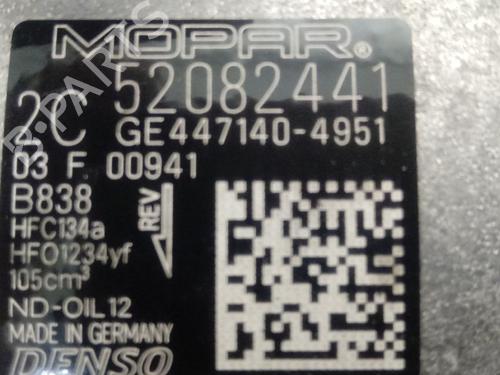 MOPAR®
2C 52082441
GE447140-4951
03 F 00941
B838
REV
HFC134a
HFO1234yf
105cm³
ND-OIL12
MADE IN GERMANY
DENSO
B-PARTS